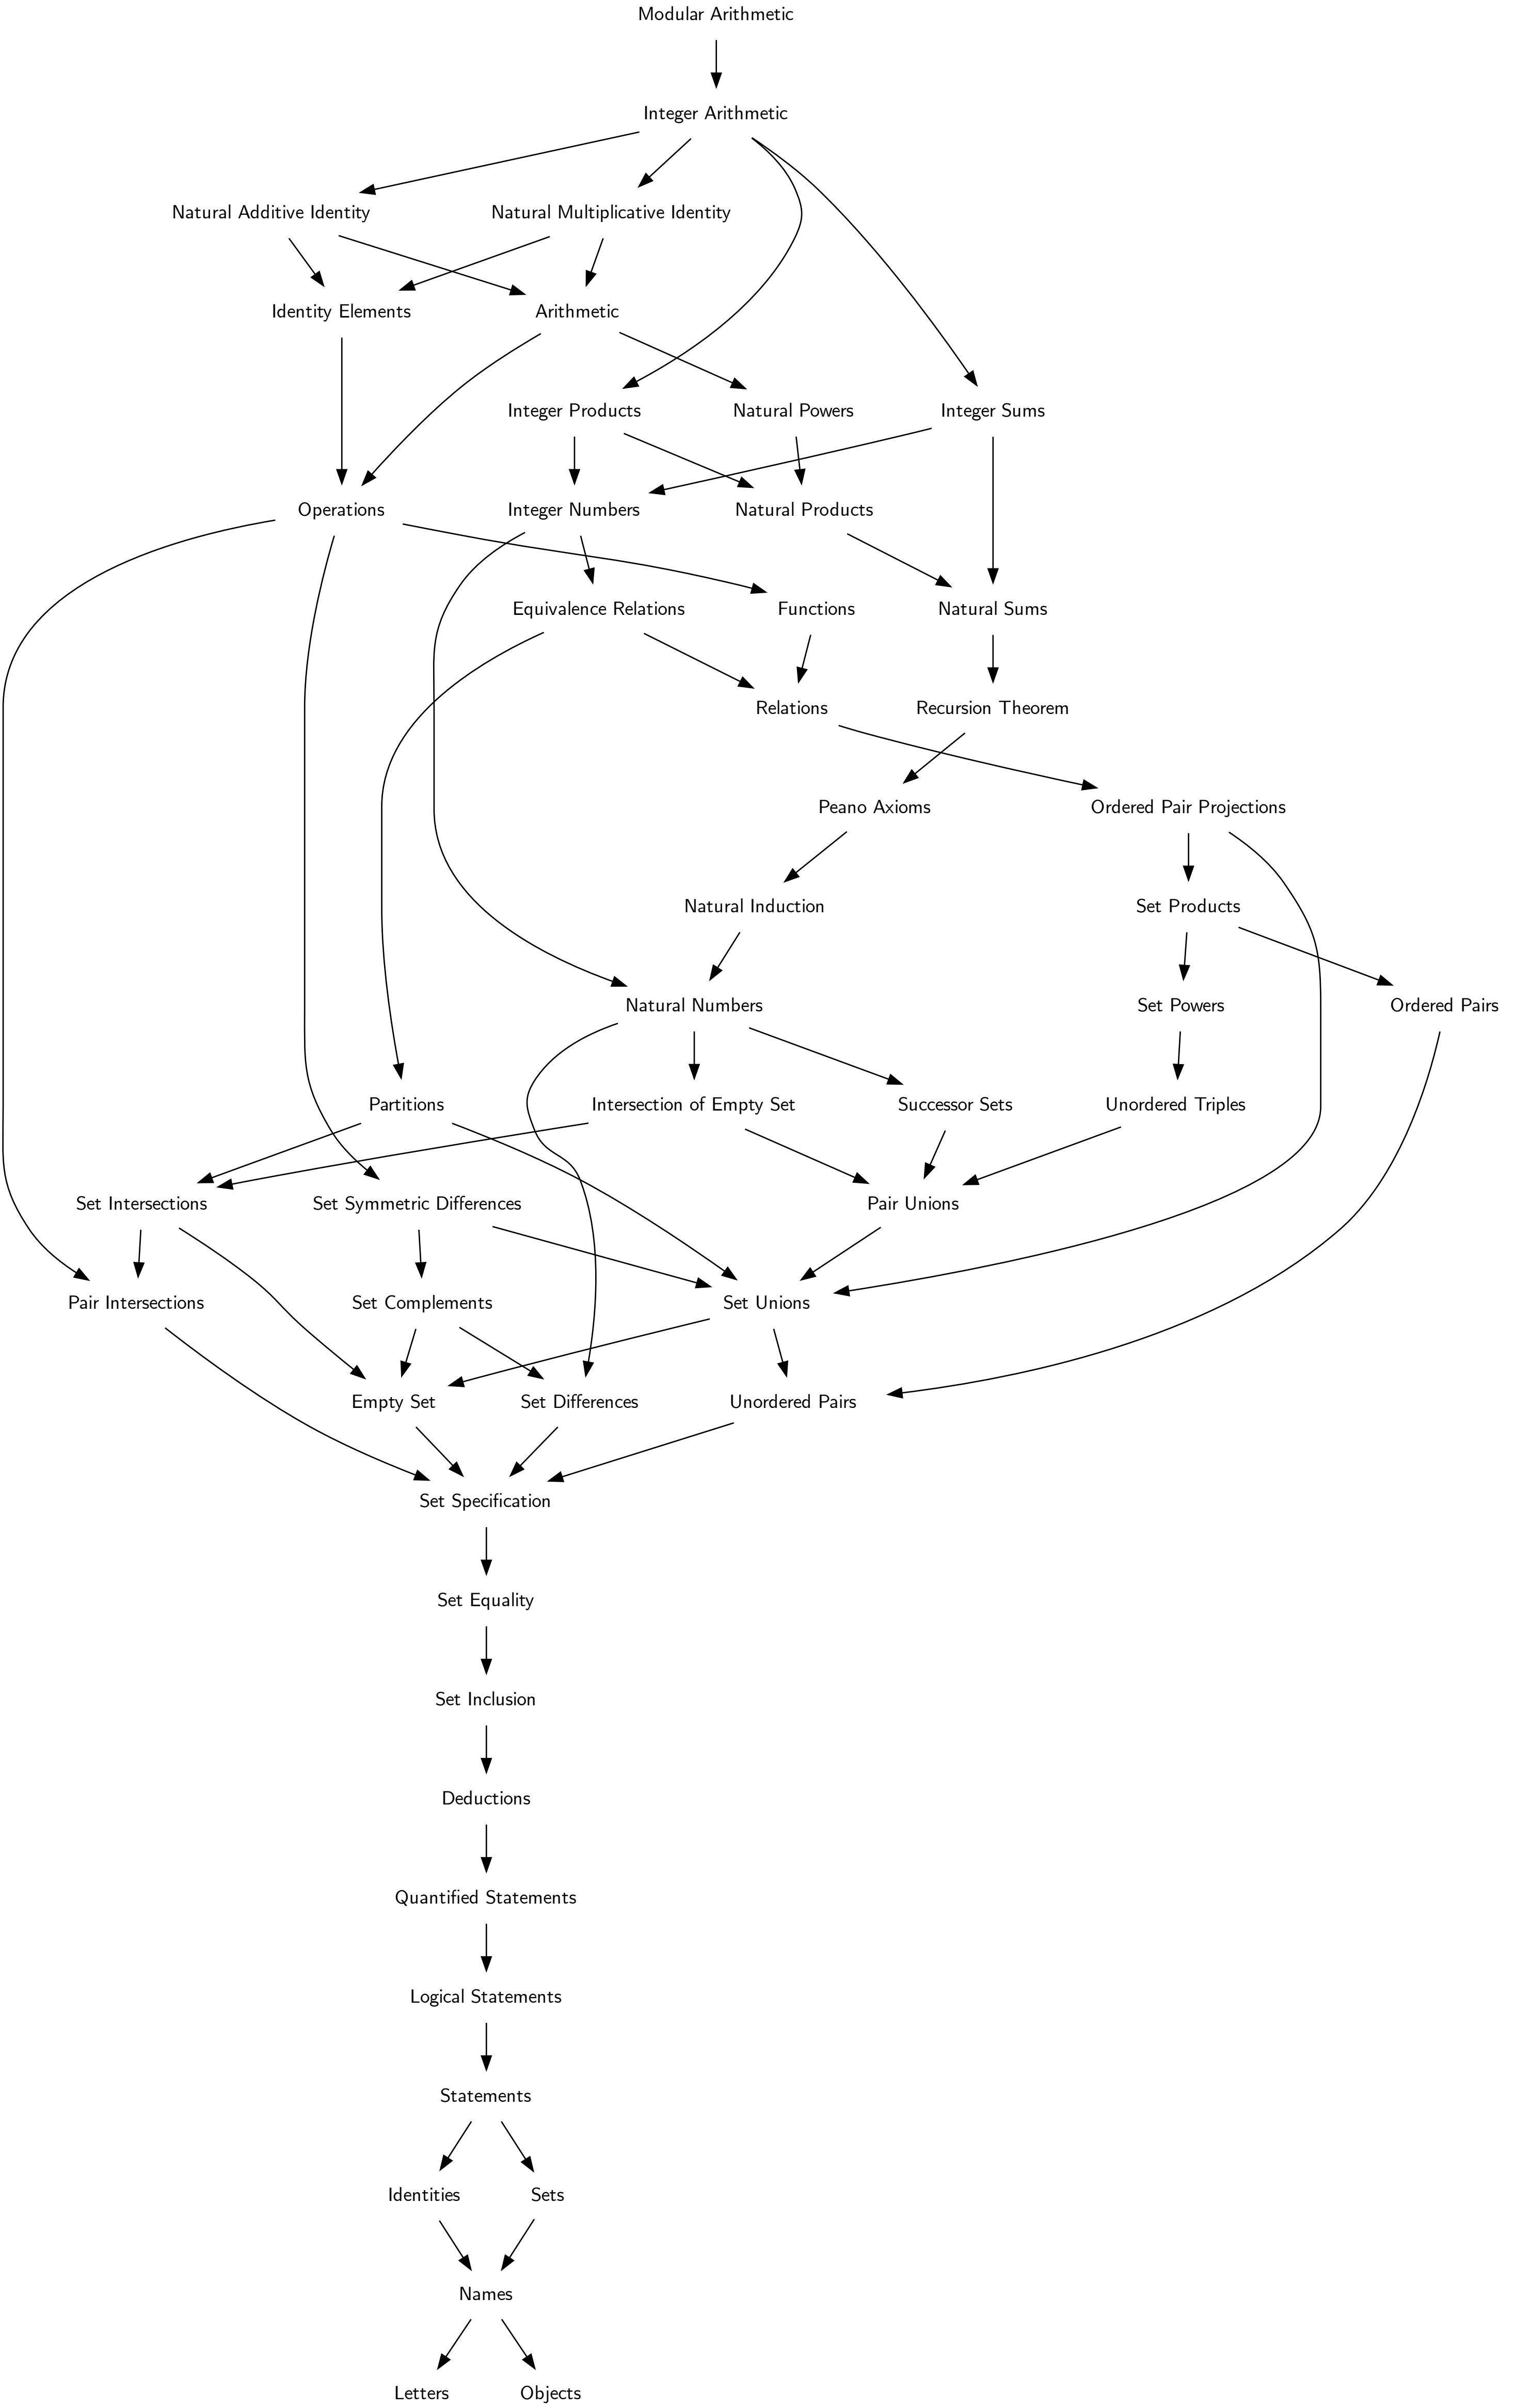 Modular Arithmetic
Integer Arithmetic
Natural Additive Identity
Natural Multiplicative Identity
Identity Elements
Arithmetic
Integer Products
Natural Powers
Integer Sums
Operations
Integer Numbers
Natural Products
Equivalence Relations
Functions
Natural Sums
Relations
Recursion Theorem
Peano Axioms
Ordered Pair Projections
Natural Induction
Set Products
Natural Numbers
Set Powers
Ordered Pairs
Partitions
Intersection of Empty Set
Successor Sets
Unordered Triples
Set Intersections
Set Symmetric Differences
Pair Unions
Pair Intersections
Set Complements
Set Unions
Empty Set
Set Differences
Unordered Pairs
Set Specification
Set Equality
Set Inclusion
Deductions
Quantified Statements
Logical Statements
Statements
Identities
Sets
Names
Letters
Objects